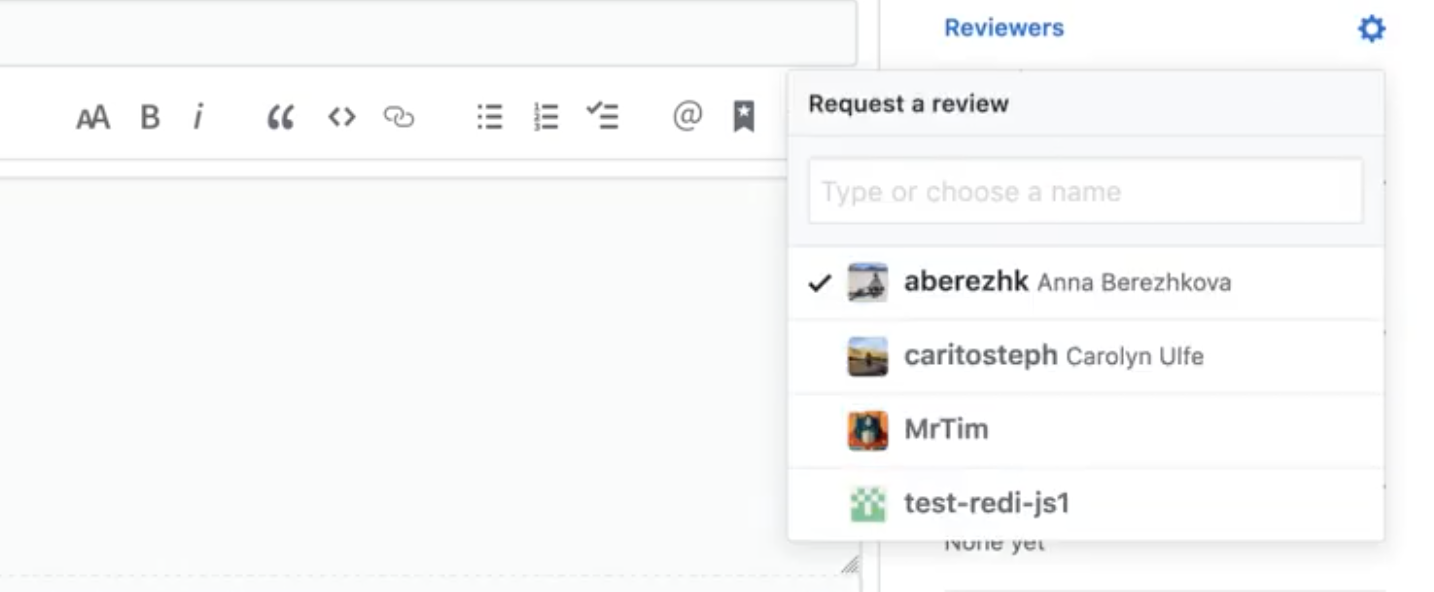 Reviewers
AA B i @
Request a review
Type or choose a name
aberezhk Anna Berezhkova
caritosteph Carolyn Ulfe
MrTim
test-redi-js1
None yet